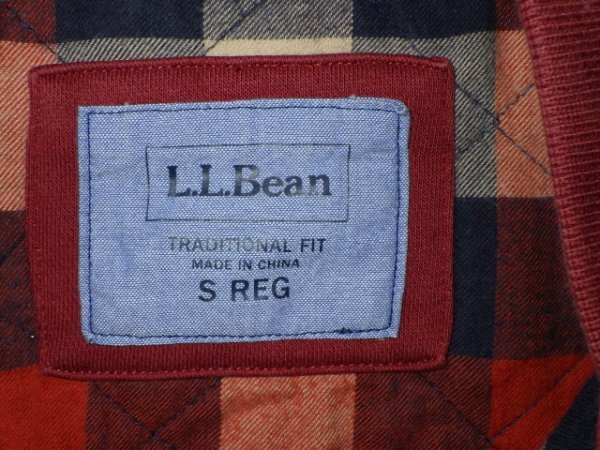 L.L.Bean
TRADITIONAL FIT
MADE IN CHINA
S REG